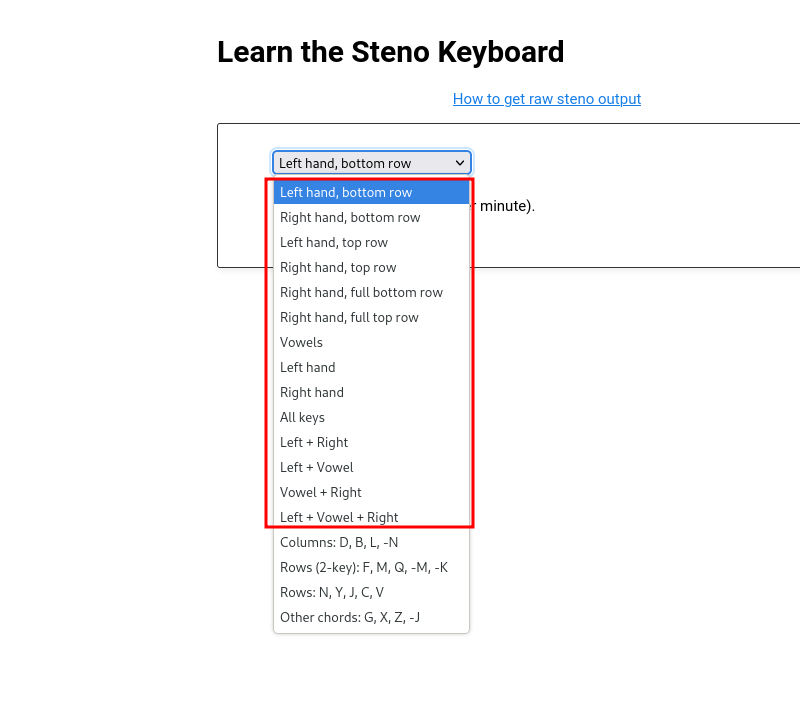 Learn the Steno Keyboard
How to get raw steno output
Left hand, bottom row
Left hand, bottom row
minute).
Right hand, bottom row
Left hand, top row
Right hand, top row
Right hand, full bottom row
Right hand, full top row
Vowels
Left hand
Right hand
All keys
Left + Right
Left + Vowel
Vowel + Right
Left + Vowel + Right
Columns: D, B, L, -N
Rows (2-key): F, M, Q, -M, -K
Rows: N, Y, J, C, V
Other chords: G, X, Z, -J